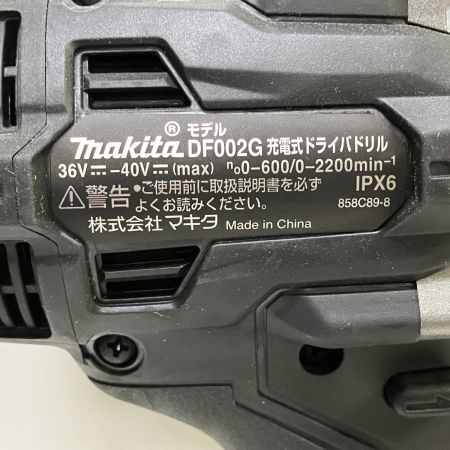 モデル
makita® DF002G 充電式ドライバドリル
36V⎓-40V⎓(max) n₀0-600/0-2200min⁻¹
⚠警告 •ご使用前に取扱説明書を必ず よくお読みください。 IPX6
858C89-8
株式会社マキタ Made in China